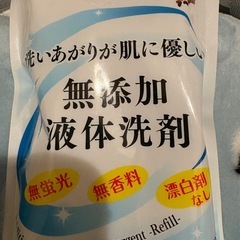 洗いあがりが肌に優しい
無添加
液体洗剤
無蛍光
無香料
漂白剤
なし
-Refill-